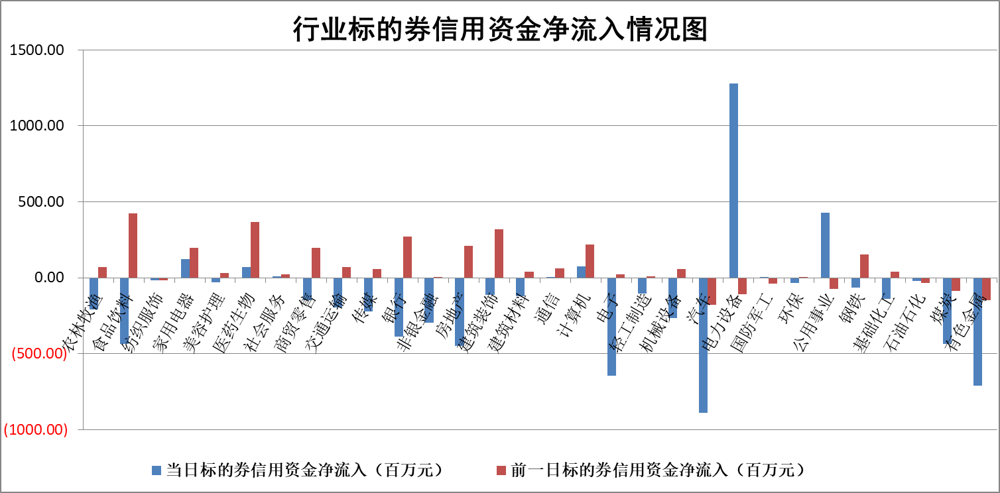 行业标的券信用资金净流入情况图
1500.00
1000.00
500.00
0.00
(500.00)
(1000.00)
农林牧渔
食品饮料
纺织服饰
家用电器
美容护理
医药生物
社会服务
商贸零售
交通运输
传媒
银行
非银金融
房地产
建筑装饰
建筑材料
通信
计算机
电子
轻工制造
机械设备
汽车
电力设备
国防军工
环保
公用事业
钢铁
基础化工
石油石化
煤炭
有色金属
当日标的券信用资金净流入（百万元）
前一日标的券信用资金净流入（百万元）